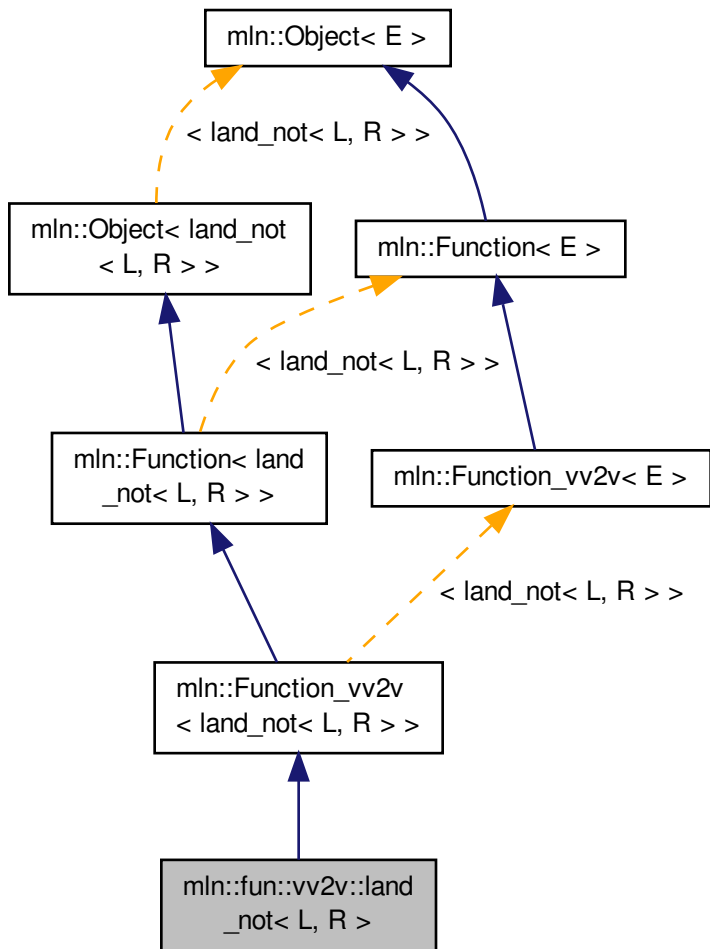 mln::Object< E >
< land_not< L, R > >
mln::Object< land_not
< L, R > >
mln::Function< E >
< land_not< L, R > >
mln::Function< land
_not< L, R > >
mln::Function_vv2v< E >
< land_not< L, R > >
mln::Function_vv2v
< land_not< L, R > >
mln::fun::vv2v::land
_not< L, R >